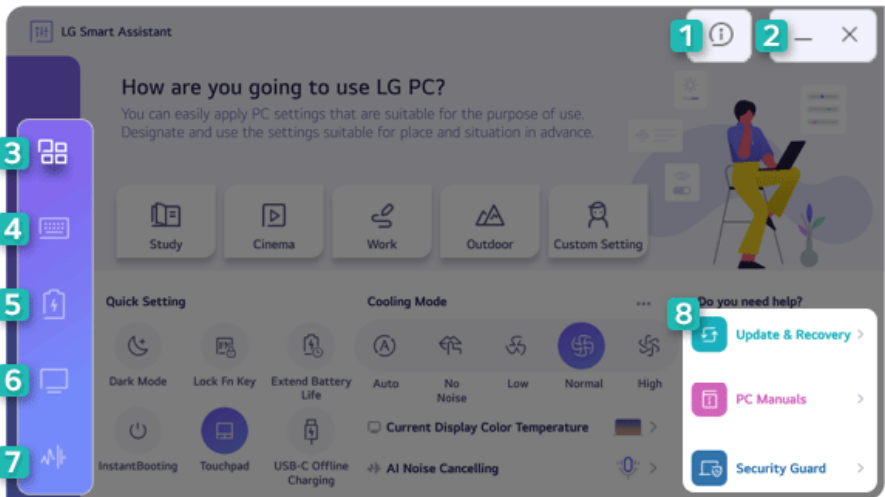 LG Smart Assistant
1
2
How are you going to use LG PC?
You can easily apply PC settings that are suitable for the purpose of use.
Designate and use the settings suitable for place and situation in advance.
3
4
5
6
7
Study
Cinema
Work
Outdoor
Custom Setting
Quick Setting
Dark Mode
Lock Fn Key
Extend Battery
Life
InstantBooting
Touchpad
USB-C Offline
Charging
Cooling Mode
...
Auto
No
Noise
Low
Normal
High
Current Display Color Temperature
AI Noise Cancelling
Do you need help?
8
Update & Recovery
PC Manuals
Security Guard